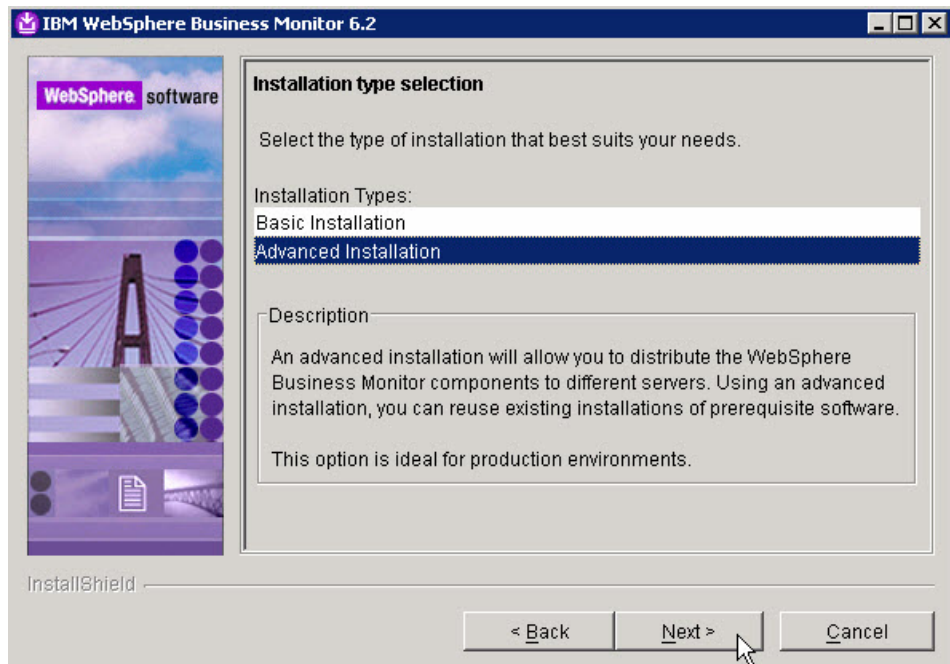 IBM WebSphere Business Monitor 6.2
WebSphere. software
Installation type selection
Select the type of installation that best suits your needs.
Installation Types:
Basic Installation
Advanced Installation
Description
An advanced installation will allow you to distribute the WebSphere
Business Monitor components to different servers. Using an advanced
installation, you can reuse existing installations of prerequisite software.
This option is ideal for production environments.
InstallShield
< Back
Next >
Cancel